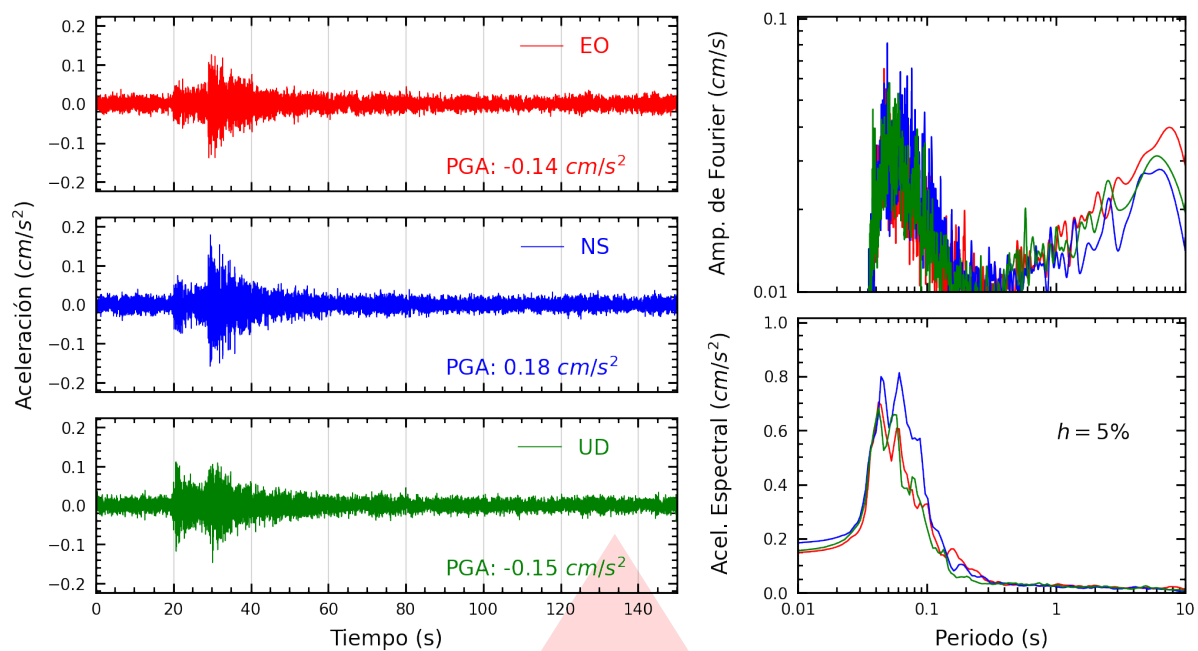 Aceleración (cm/s²)
0.2
0.1
0.0
−0.1
−0.2
EO
PGA: -0.14 cm/s²
0.2
0.1
0.0
−0.1
−0.2
NS
PGA: 0.18 cm/s²
0.2
0.1
0.0
−0.1
−0.2
UD
PGA: -0.15 cm/s²
0 20 40 60 80 100 120 140
Tiempo (s)
Amp. de Fourier (cm/s)
0.1
0.01
Acel. Espectral (cm/s²)
1.0
0.8
0.6
0.4
0.2
0.0
h = 5%
0.01 0.1 1 10
Periodo (s)